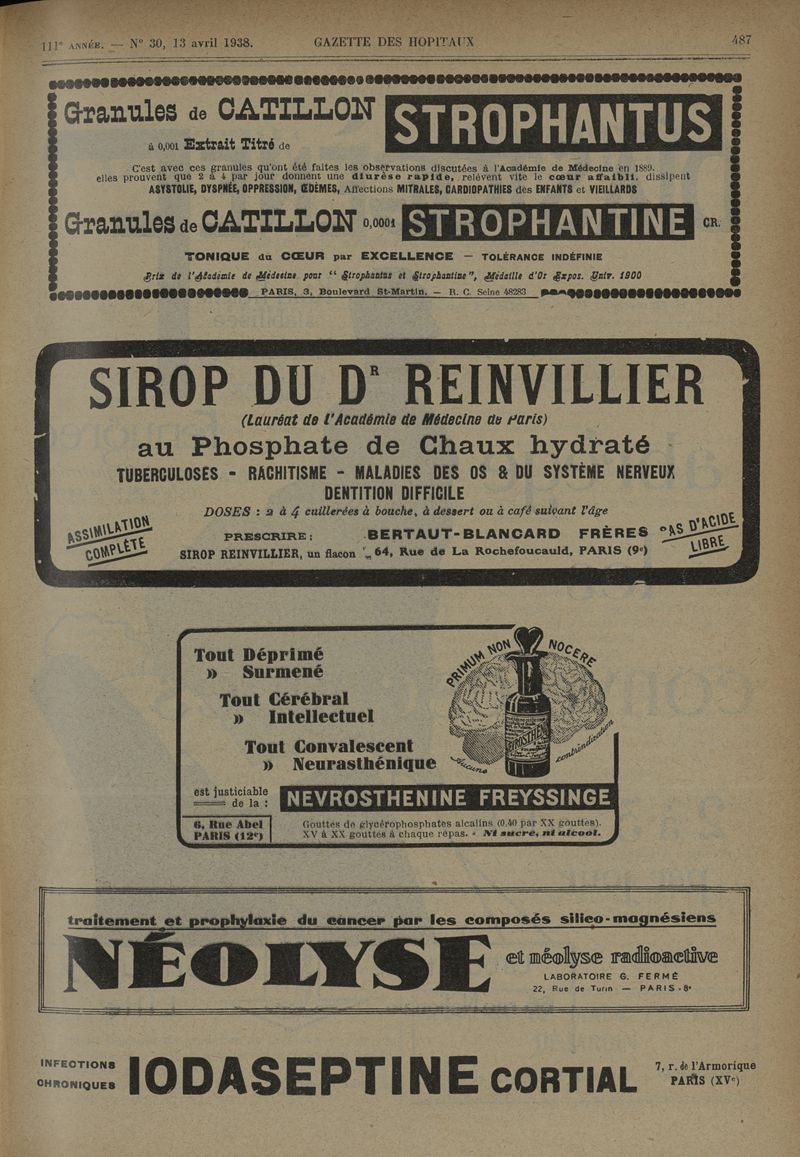 111e ANNÉE. — N° 30, 13 avril 1938.
GAZETTE DES HOPITAUX
487
Granules de CATILLON STROPHANTUS
à 0,001 Extrait Titré de
C'est avec ces granules qu'ont été faites les observations discutées à l'Académie de Médecine en 1889.
elles prouvent que 2 à 4 par jour donnent une diurèse rapide, relèvent vite le cœur affaibli, dissipent
ASYSTOLIE, DYSPNÉE, OPPRESSION, ŒDÈMES, Affections MITRALES, CARDIOPATHIES des ENFANTS et VIEILLARDS
Granules de CATILLON 0,0001 STROPHANTINE CR.
TONIQUE du CŒUR par EXCELLENCE — TOLÉRANCE INDÉFINIE
Prix de l'Académie de Médecine pour " Strophantus et Strophantine", Médaille d'Or Expos. Univ. 1900
PARIS, 3, Boulevard St-Martin. — R. C. Seine 48283
SIROP DU DR REINVILLIER
(Lauréat de l'Académie de Médecine de Paris)
au Phosphate de Chaux hydraté
TUBERCULOSES - RACHITISME - MALADIES DES OS & DU SYSTÈME NERVEUX
DENTITION DIFFICILE
DOSES : 2 à 4 cuillerées à bouche, à dessert ou à café suivant l'âge
ASSIMILATION
COMPLÈTE
PRESCRIRE :
SIROP REINVILLIER, un flacon
BERTAUT-BLANCARD FRÈRES
64, Rue de La Rochefoucauld, PARIS (9e)
PAS D'ACIDE
LIBRE
Tout Déprimé
» Surmené
Tout Cérébral
» Intellectuel
Tout Convalescent
» Neurasthénique
PRIMUM NON NOCERE
Aucune contrindication
est justiciable
de la :
NEVROSTHENINE FREYSSINGE
6, Rue Abel
PARIS (12e)
Gouttes de glycérophosphates alcalins (0.40 par XX gouttes).
XV à XX gouttes à chaque repas. - Ni sucre, ni alcool.
traitement et prophylaxie du cancer par les composés silico-magnésiens
NÉOLYSE
et néolyse radioactive
LABORATOIRE G. FERMÉ
22, Rue de Turin — PARIS-8e
INFECTIONS
CHRONIQUES
IODASEPTINE CORTIAL
7, r. de l'Armorique
PARIS (XVe)